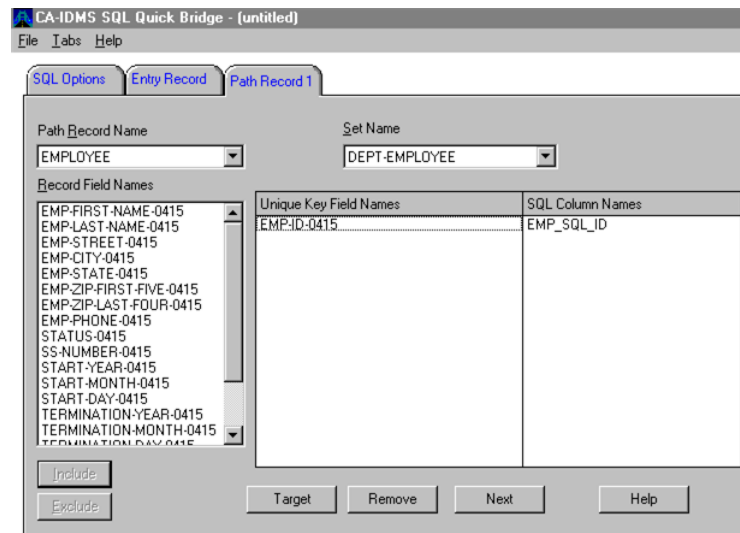 CA-IDMS SQL Quick Bridge - (untitled)
File Tabs Help
SQL Options Entry Record Path Record 1
Path Record Name Set Name
EMPLOYEE DEPT-EMPLOYEE
Record Field Names
Unique Key Field Names SQL Column Names
EMP-ID-0415 EMP_SQL_ID
EMP-FIRST-NAME-0415
EMP-LAST-NAME-0415
EMP-STREET-0415
EMP-CITY-0415
EMP-STATE-0415
EMP-ZIP-FIRST-FIVE-0415
EMP-ZIP-LAST-FOUR-0415
EMP-PHONE-0415
STATUS-0415
SS-NUMBER-0415
START-YEAR-0415
START-MONTH-0415
START-DAY-0415
TERMINATION-YEAR-0415
TERMINATION-MONTH-0415
TERMINATION-DAY-0415
Include
Exclude
Target Remove Next Help